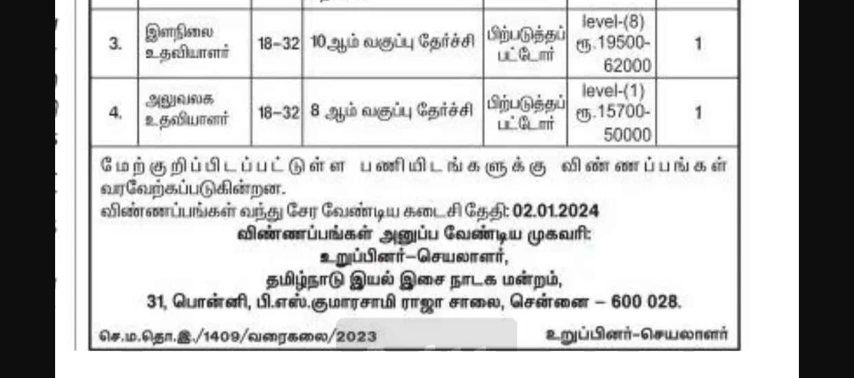 3. இளநிலை உதவியாளர் 18-32 10ஆம் வகுப்பு தேர்ச்சி பிற்படுத்தப் பட்டோர் level-(8) ரூ.19500-62000 1
4. அலுவலக உதவியாளர் 18-32 8 ஆம் வகுப்பு தேர்ச்சி பிற்படுத்தப் பட்டோர் level-(1) ரூ.15700-50000 1
மேற்குறிப்பிடப்பட்டுள்ள பணியிடங்களுக்கு விண்ணப்பங்கள்
வரவேற்கப்படுகின்றன.
விண்ணப்பங்கள் வந்து சேர வேண்டிய கடைசி தேதி: 02.01.2024
விண்ணப்பங்கள் அனுப்ப வேண்டிய முகவரி:
உறுப்பினர்-செயலாளர்,
தமிழ்நாடு இயல் இசை நாடக மன்றம்,
31, பொன்னி, பி.எஸ்.குமாரசாமி ராஜா சாலை, சென்னை – 600 028.
செ.ம.தொ.இ./1409/வரைகலை/2023 உறுப்பினர்-செயலாளர்